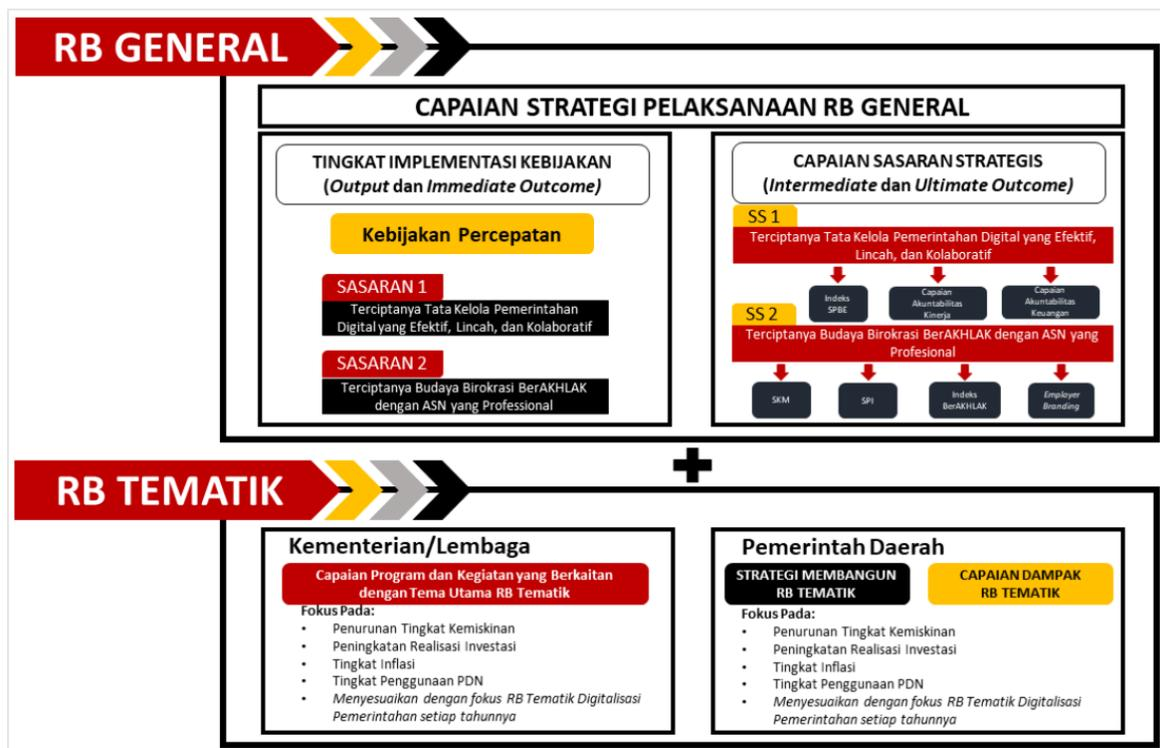 RB GENERAL
CAPAIAN STRATEGI PELAKSANAAN RB GENERAL
TINGKAT IMPLEMENTASI KEBIJAKAN
(Output dan Immediate Outcome)
Kebijakan Percepatan
SASARAN 1
Terciptanya Tata Kelola Pemerintahan
Digital yang Efektif, Lincah, dan Kolaboratif
SASARAN 2
Terciptanya Budaya Birokrasi BerAKHLAK
dengan ASN yang Professional
CAPAIAN SASARAN STRATEGIS
(Intermediate dan Ultimate Outcome)
SS 1
Terciptanya Tata Kelola Pemerintahan Digital yang Efektif,
Lincah, dan Kolaboratif
Indeks
SPBE
Capaian
Akuntabilitas
Kinerja
Capaian
Akuntabilitas
Keuangan
SS 2
Terciptanya Budaya Birokrasi BerAKHLAK dengan ASN yang
Profesional
SKM
SPI
Indeks
BerAKHLAK
Employer
Branding
+
RB TEMATIK
Kementerian/Lembaga
Capaian Program dan Kegiatan yang Berkaitan
dengan Tema Utama RB Tematik
Fokus Pada:
• Penurunan Tingkat Kemiskinan
• Peningkatan Realisasi Investasi
• Tingkat Inflasi
• Tingkat Penggunaan PDN
• Menyesuaikan dengan fokus RB Tematik Digitalisasi
Pemerintahan setiap tahunnya
Pemerintah Daerah
STRATEGI MEMBANGUN
RB TEMATIK
CAPAIAN DAMPAK
RB TEMATIK
Fokus Pada:
• Penurunan Tingkat Kemiskinan
• Peningkatan Realisasi Investasi
• Tingkat Inflasi
• Tingkat Penggunaan PDN
• Menyesuaikan dengan fokus RB Tematik Digitalisasi
Pemerintahan setiap tahunnya